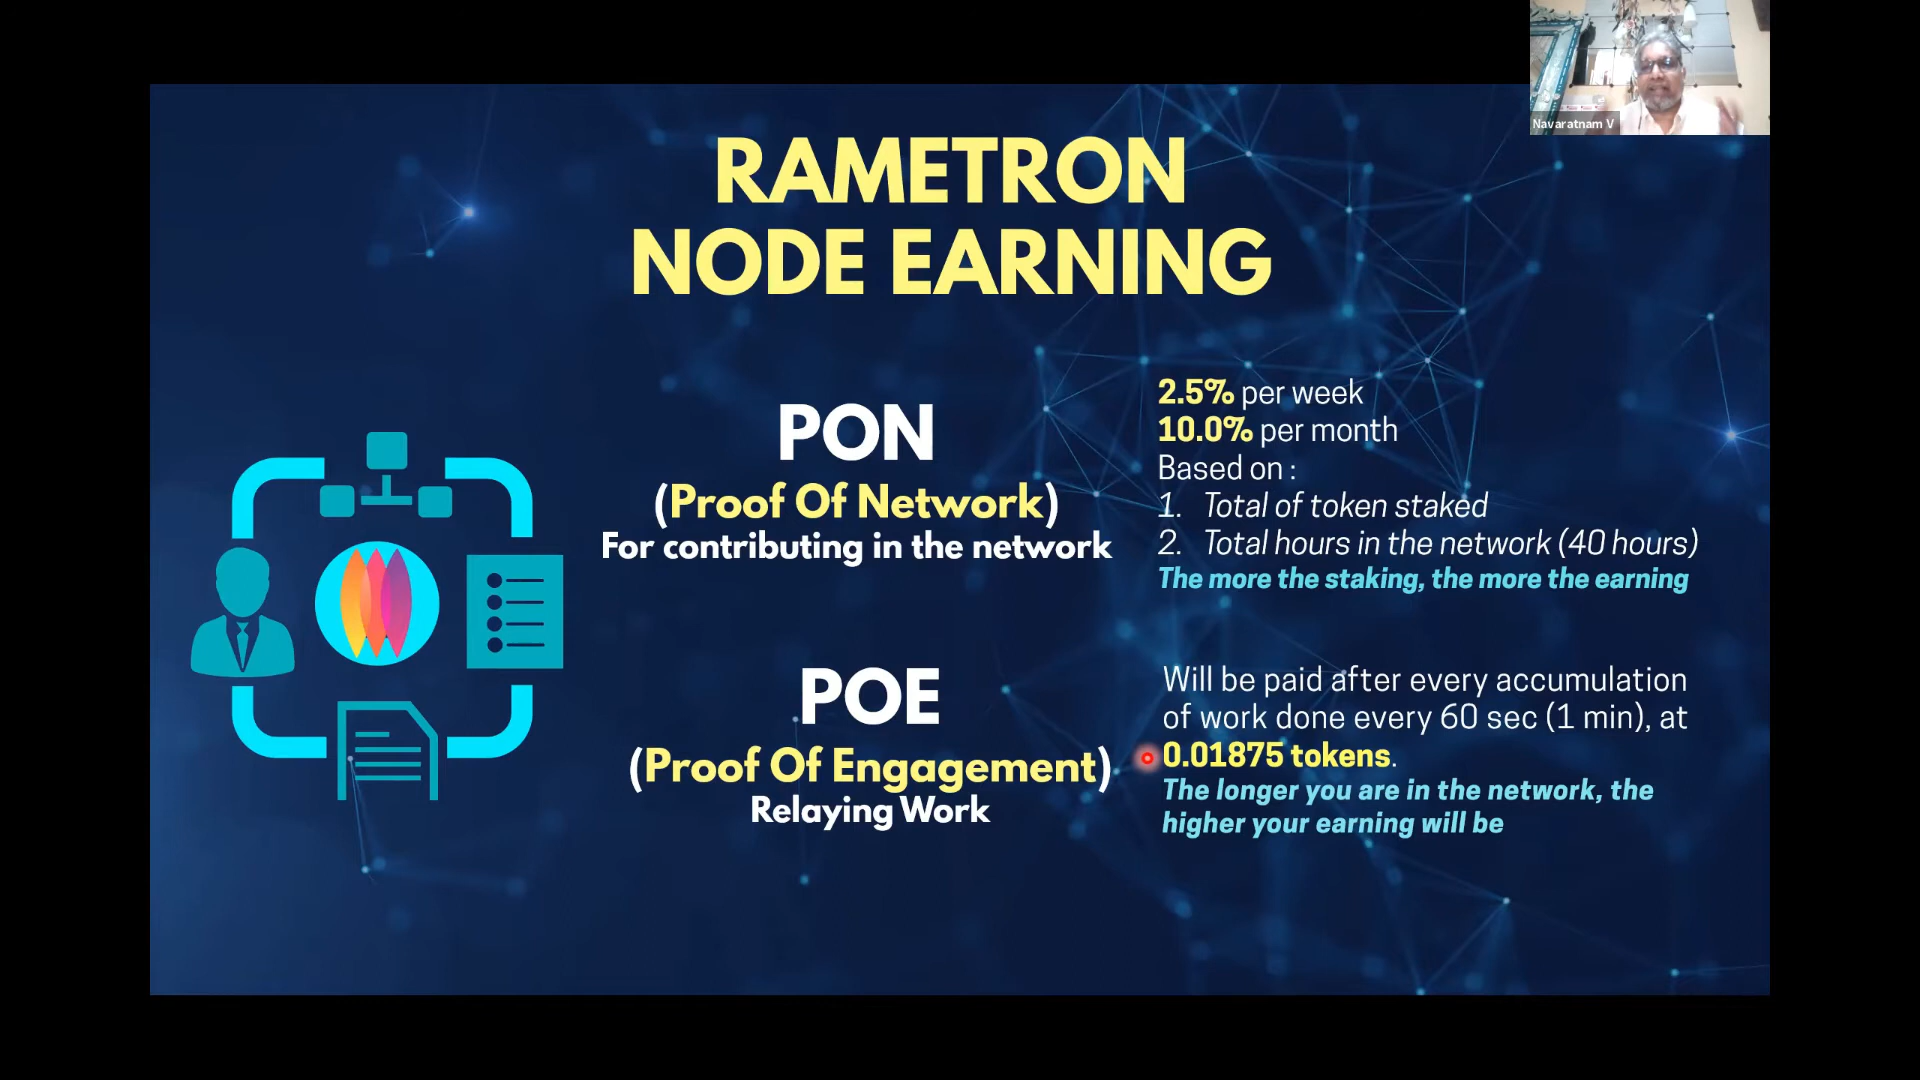 Navaratnam V
RAMETRON
NODE EARNING
PON
(Proof Of Network)
For contributing in the network
2.5% per week
10.0% per month
Based on :
1. Total of token staked
2. Total hours in the network (40 hours)
The more the staking, the more the earning
POE
(Proof Of Engagement)
Relaying Work
Will be paid after every accumulation
of work done every 60 sec (1 min), at
0.01875 tokens.
The longer you are in the network, the
higher your earning will be